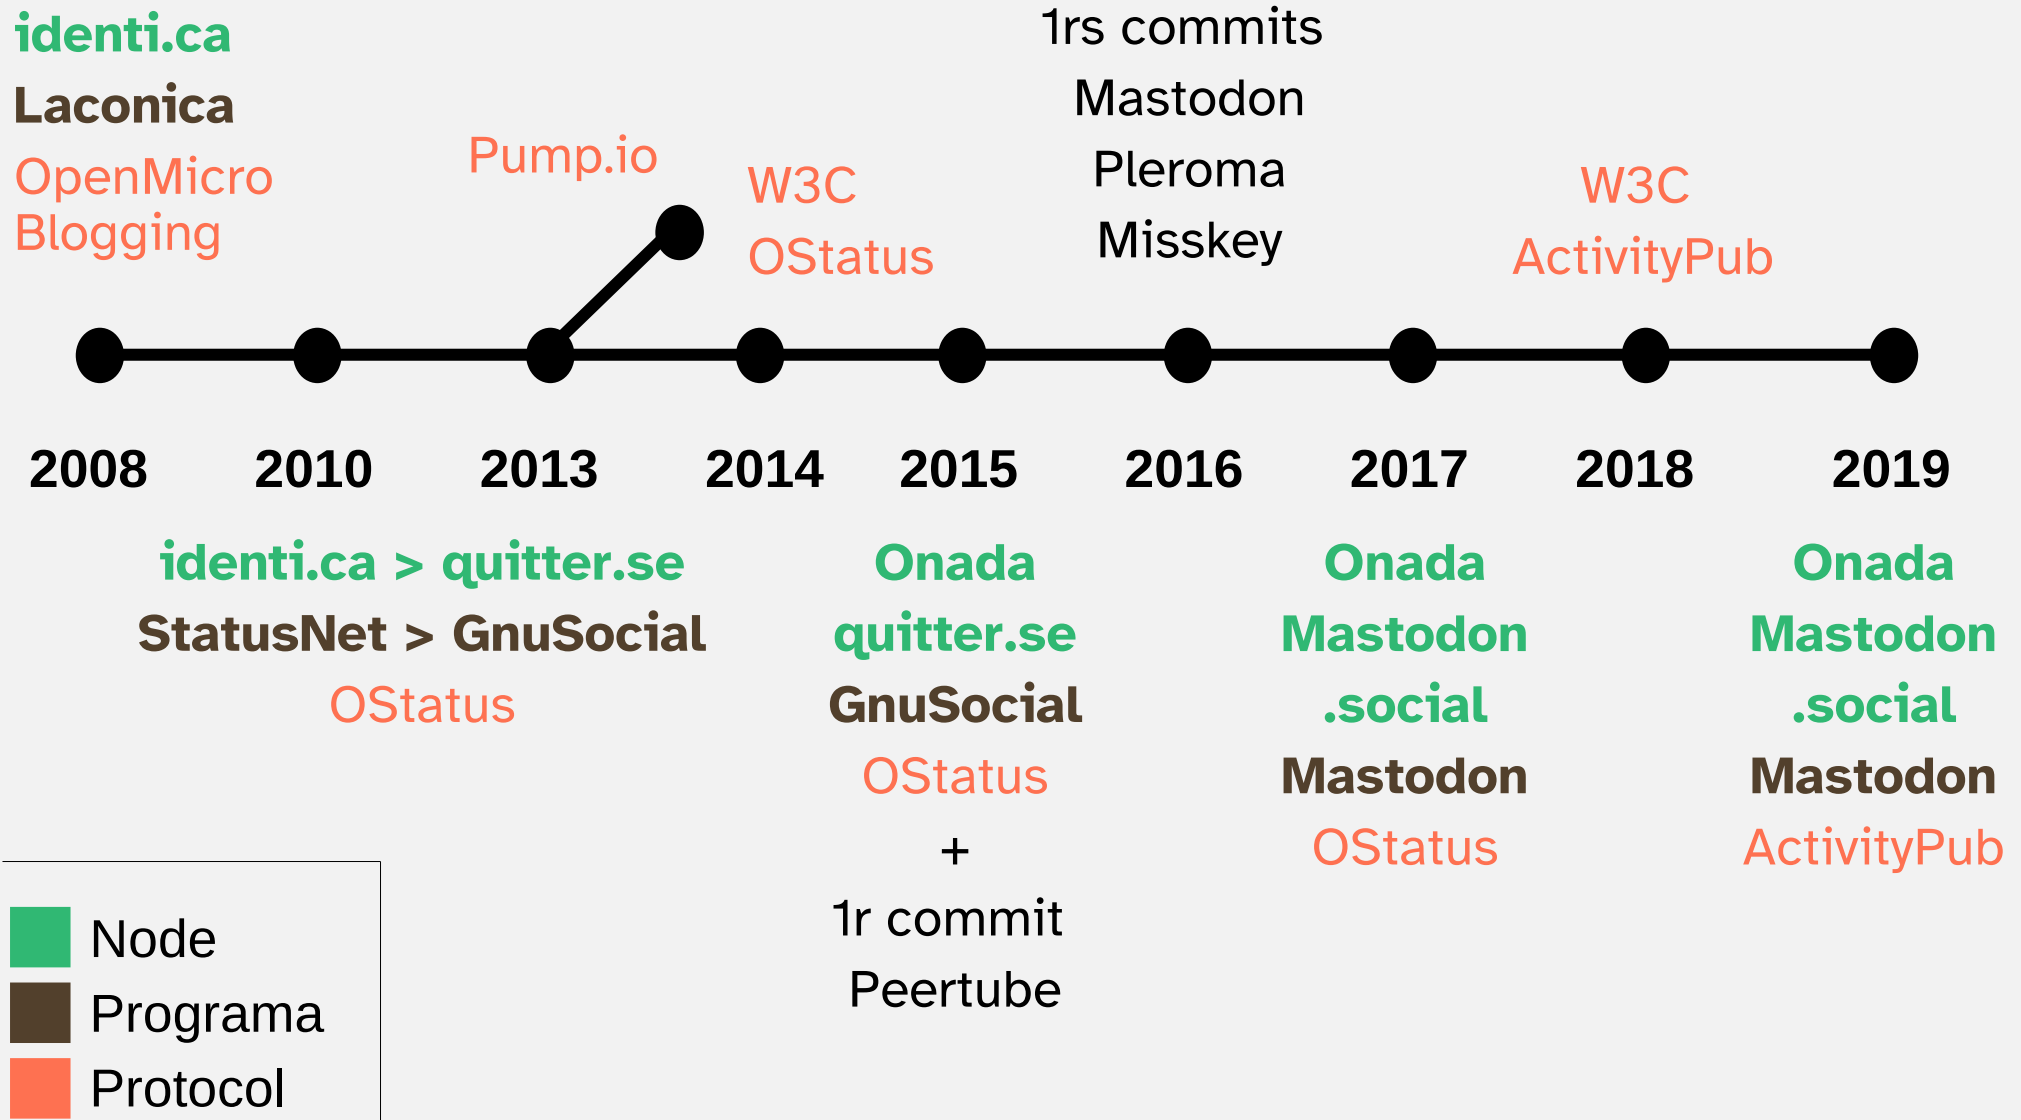 identi.ca
Laconica
OpenMicro
Blogging
Pump.io
W3C
OStatus
1rs commits
Mastodon
Pleroma
Misskey
W3C
ActivityPub
2008 2010 2013 2014 2015 2016 2017 2018 2019
identi.ca > quitter.se
StatusNet > GnuSocial
OStatus
Onada
quitter.se
GnuSocial
OStatus
+
1r commit
Peertube
Onada
Mastodon
.social
Mastodon
OStatus
Onada
Mastodon
.social
Mastodon
ActivityPub
Node
Programa
Protocol